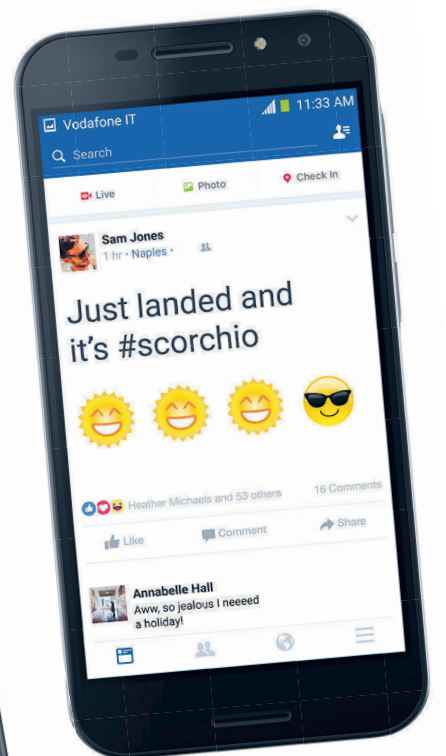 Vodafone IT 11:33 AM
Search
Live Photo Check In
Sam Jones
1 hr • Naples •
Just landed and
it's #scorchio
Heather Michaels and 53 others 16 Comments
Like Comment Share
Annabelle Hall
Aww, so jealous I neeeed
a holiday!